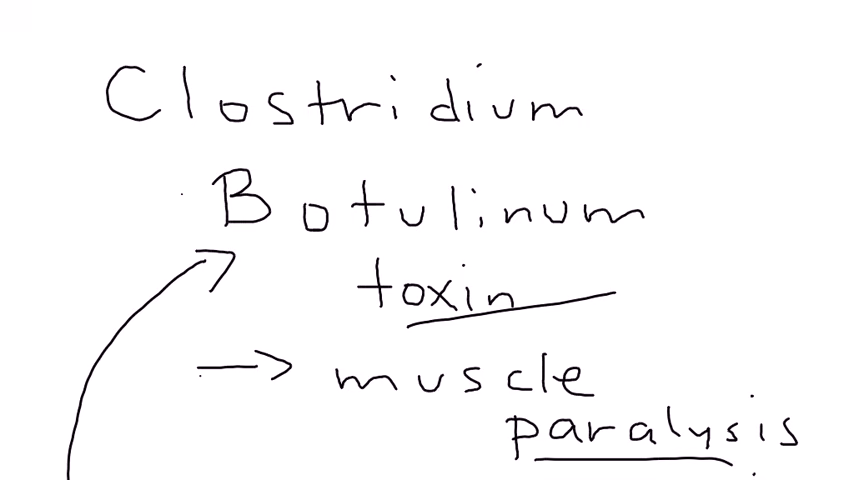 Clostridium
Botulinum
toxin
→ muscle
paralysis